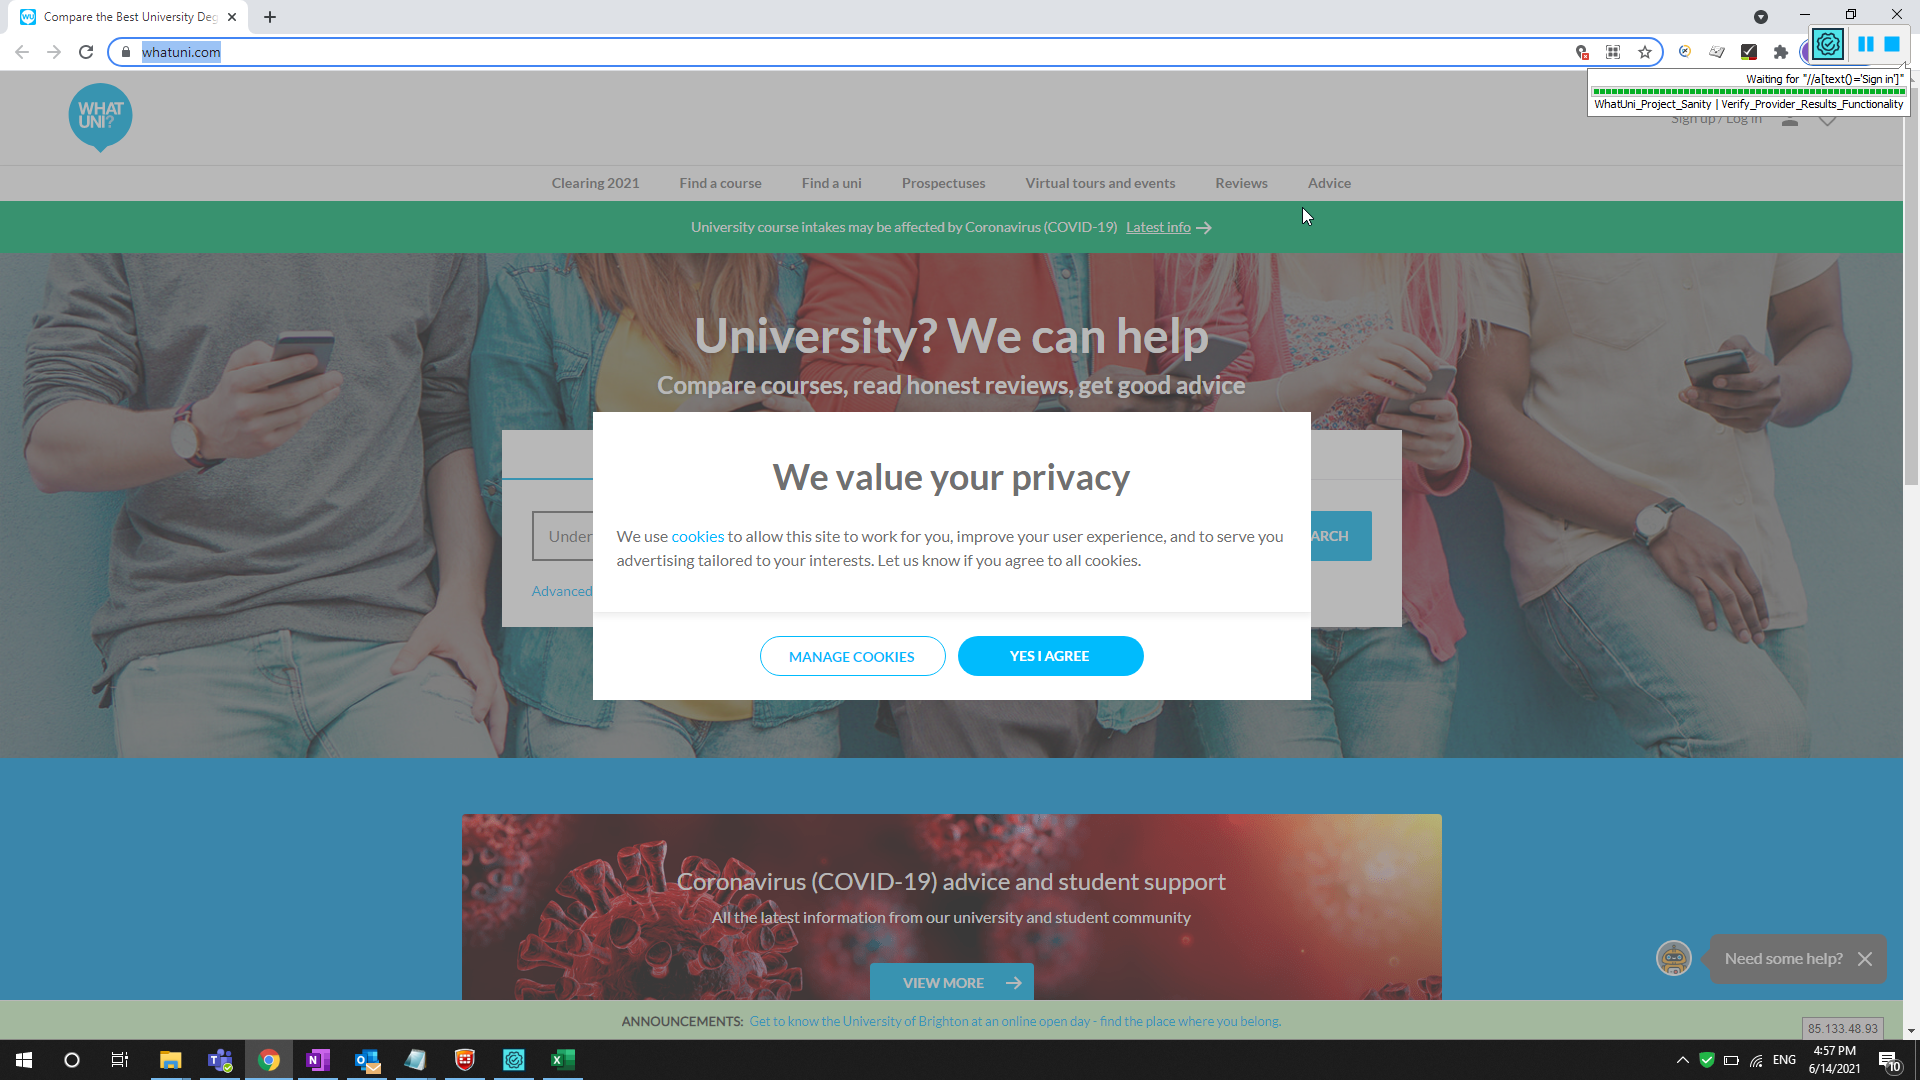 Compare the Best University Deg
whatuni.com
Waiting for "//a[text()='Sign in']"
WhatUni_Project_Sanity | Verify_Provider_Results_Functionality
WHAT
UNI?
Sign up / Log in
Clearing 2021
Find a course
Find a uni
Prospectuses
Virtual tours and events
Reviews
Advice
University course intakes may be affected by Coronavirus (COVID-19) Latest info
University? We can help
Compare courses, read honest reviews, get good advice
We value your privacy
Under
We use cookies to allow this site to work for you, improve your user experience, and to serve you
advertising tailored to your interests. Let us know if you agree to all cookies.
ARCH
Advanced
MANAGE COOKIES
YES I AGREE
Coronavirus (COVID-19) advice and student support
All the latest information from our university and student community
VIEW MORE
Need some help?
ANNOUNCEMENTS: Get to know the University of Brighton at an online open day - find the place where you belong.
85.133.48.93
ENG
4:57 PM
6/14/2021
10